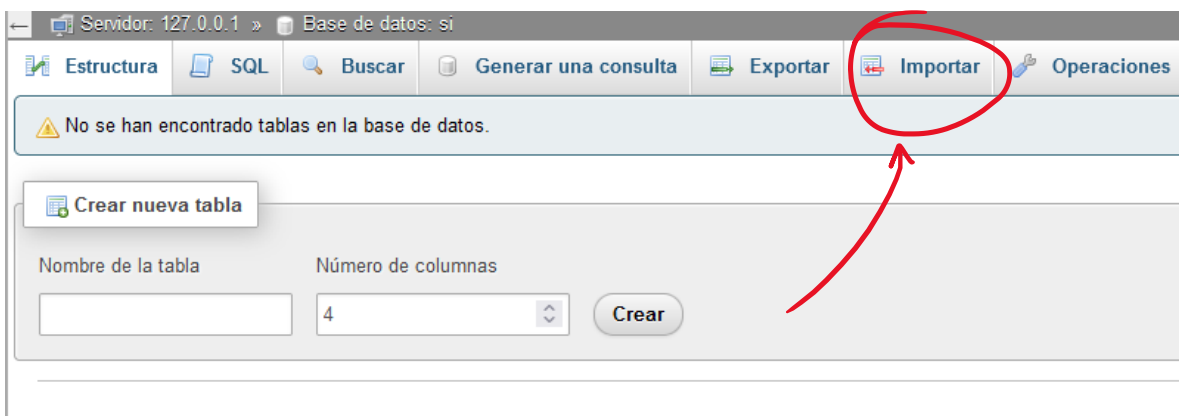 Servidor: 127.0.0.1 » Base de datos: si
Estructura SQL Buscar Generar una consulta Exportar Importar Operaciones
No se han encontrado tablas en la base de datos.
Crear nueva tabla
Nombre de la tabla Número de columnas
4 Crear